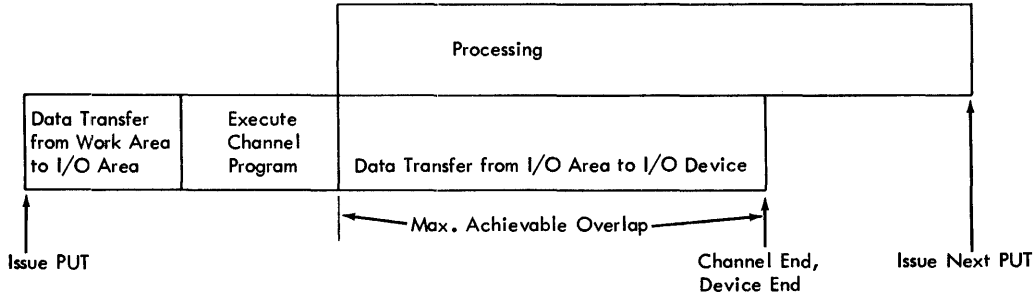 Processing
Data Transfer
from Work Area
to I/O Area
Execute
Channel
Program
Data Transfer from I/O Area to I/O Device
Max. Achievable Overlap
Issue PUT
Channel End,
Device End
Issue Next PUT